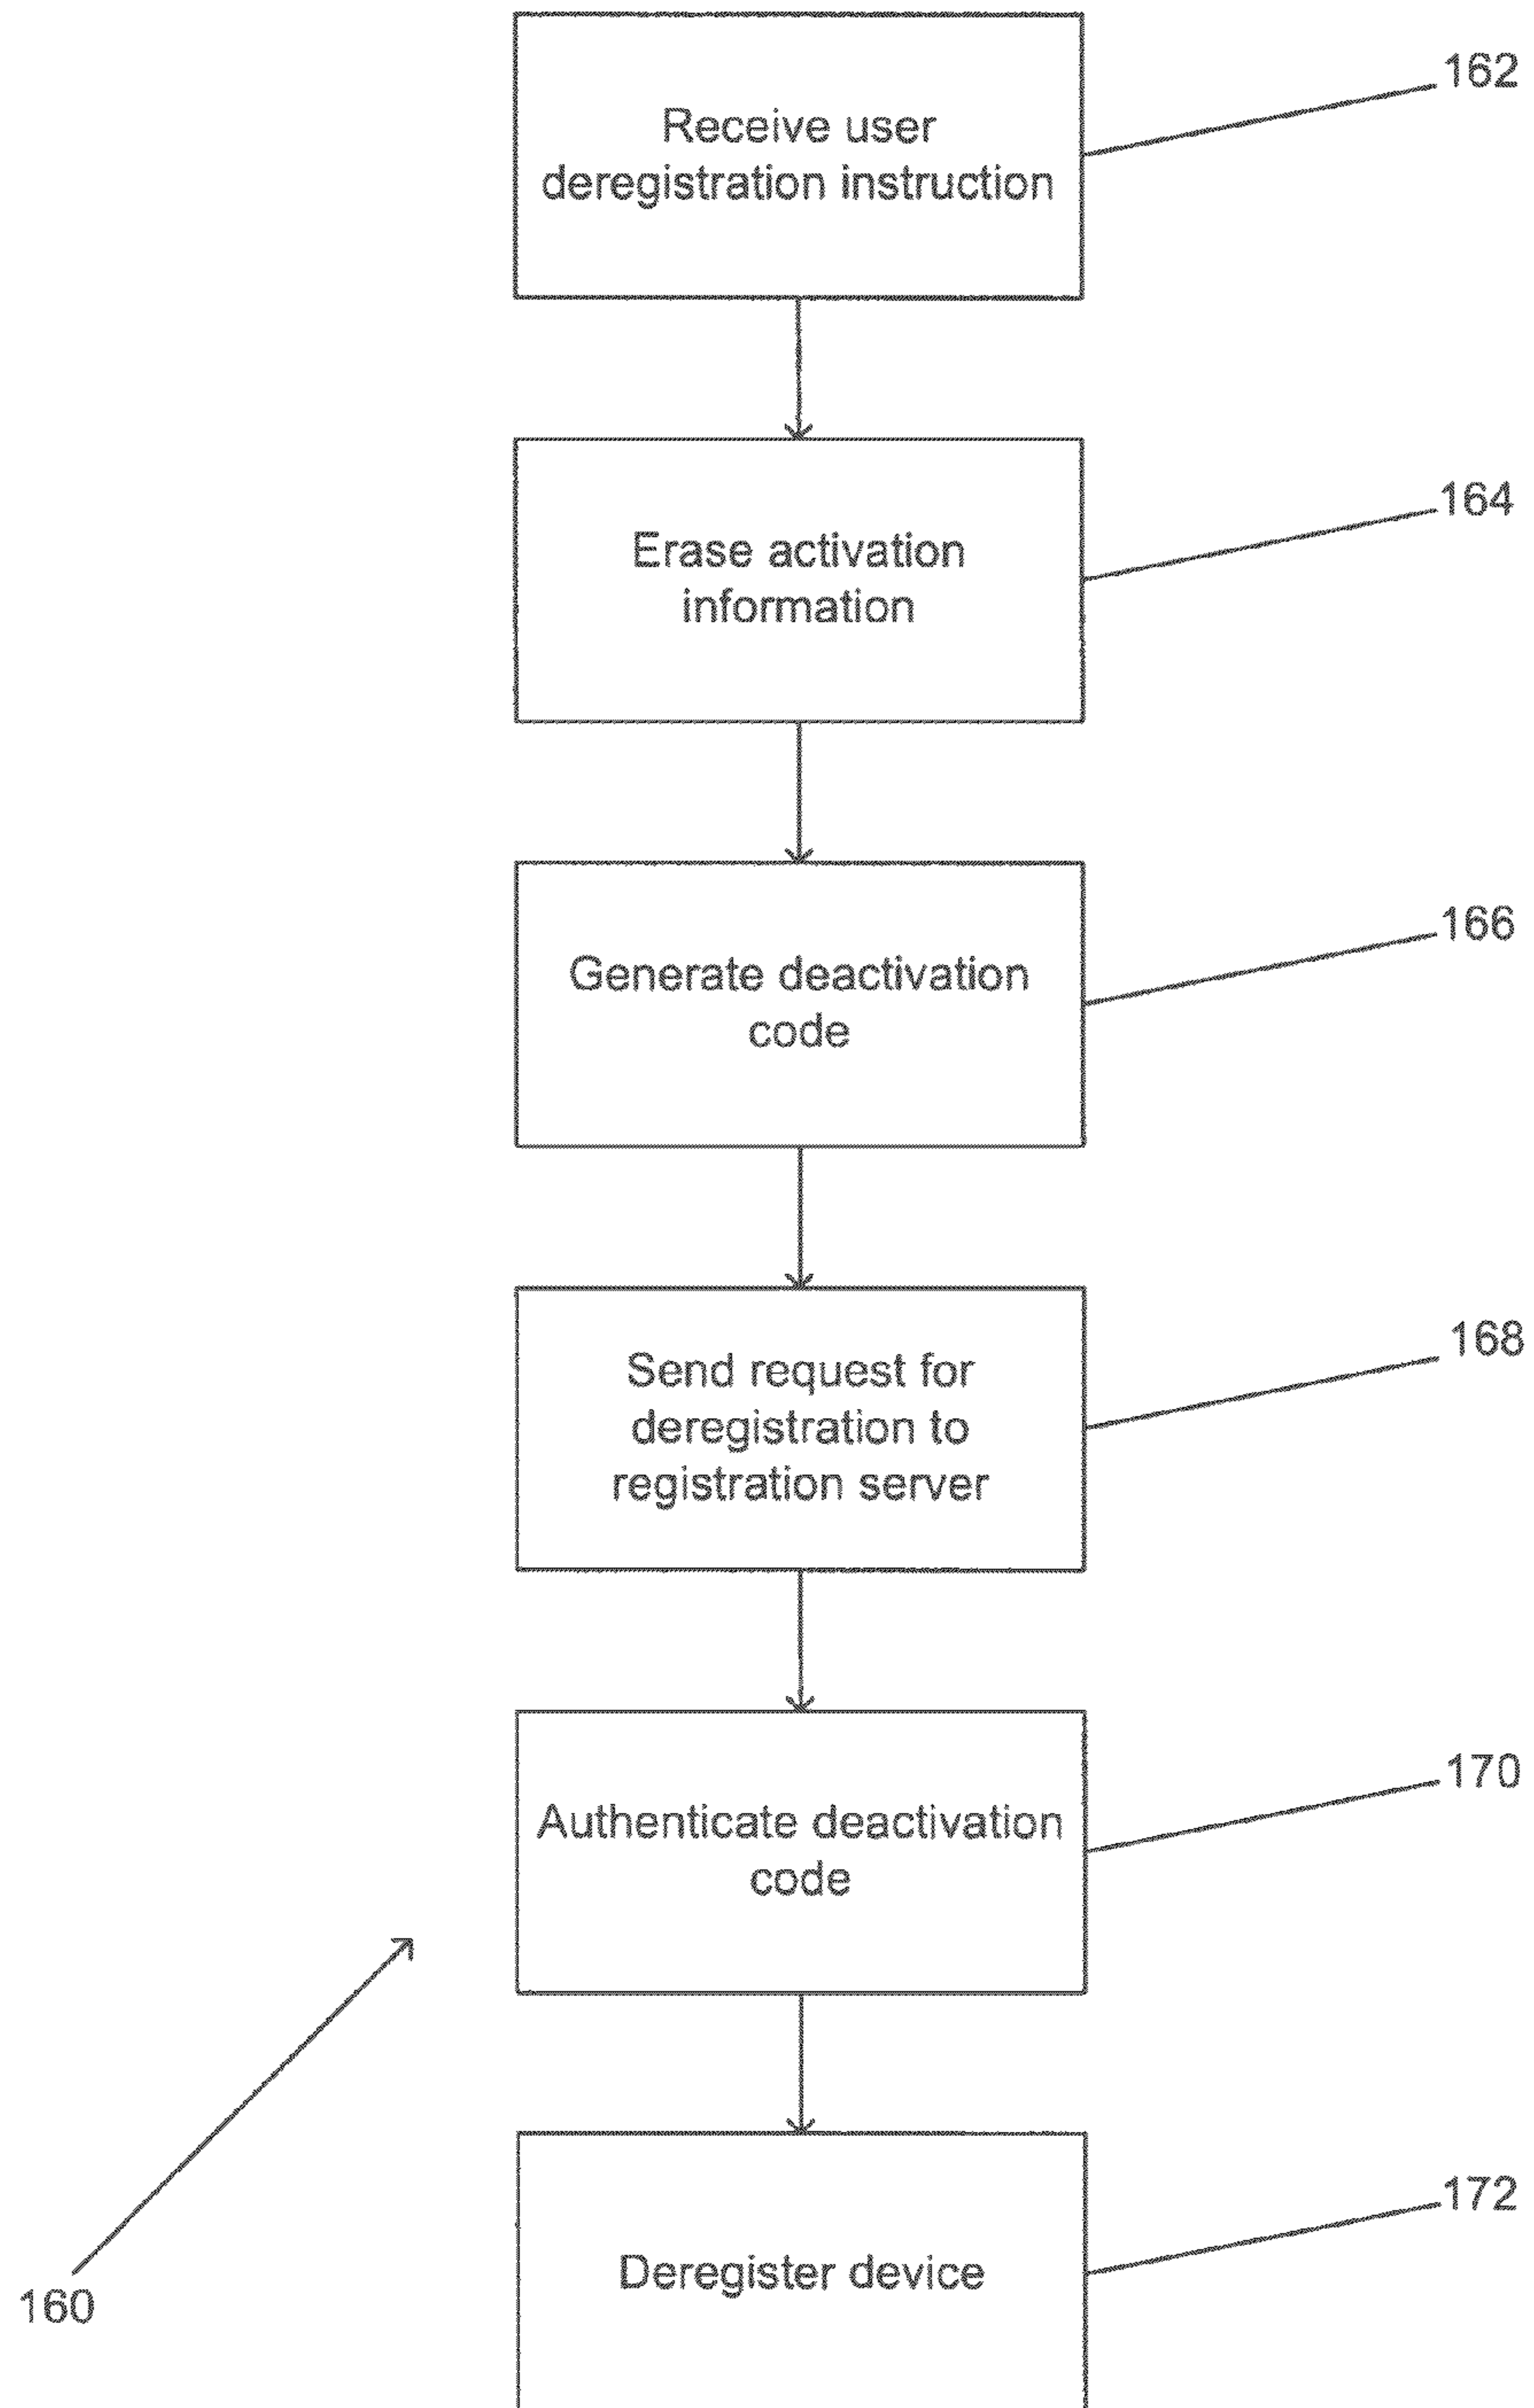 162
Receive user
deregistration instruction
164
Erase activation
information
166
Generate deactivation
code
168
Send request for
deregistration to
registration server
170
Authenticate deactivation
code
172
Deregister device
160